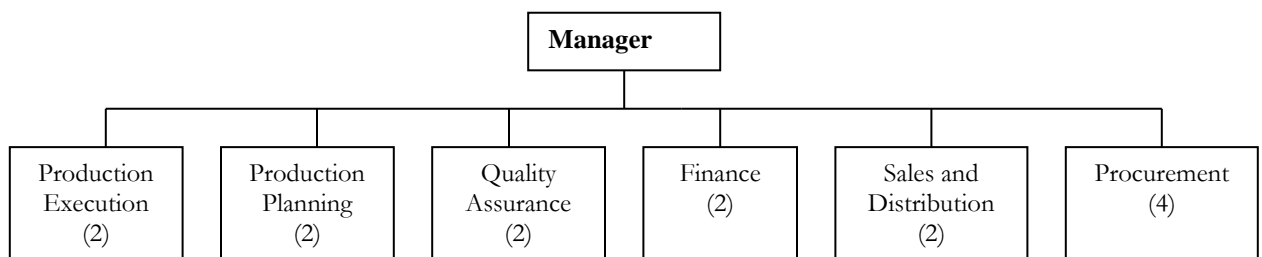 Manager
Production
Execution
(2)
Production
Planning
(2)
Quality
Assurance
(2)
Finance
(2)
Sales and
Distribution
(2)
Procurement
(4)